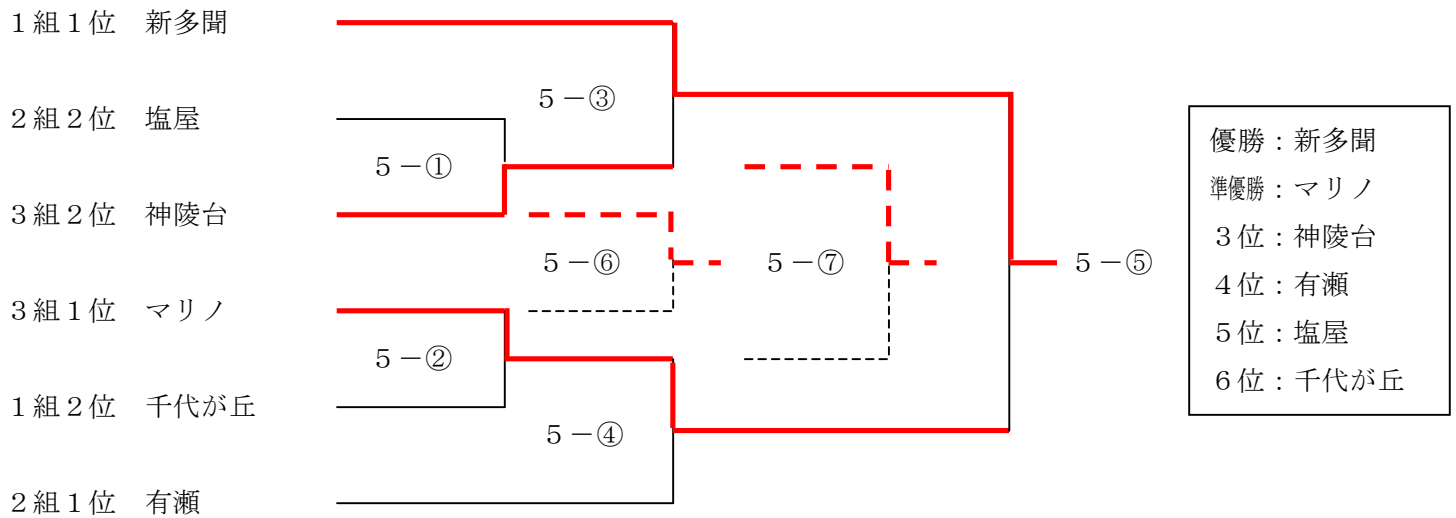 １組１位　新多聞
５－③
２組２位　塩屋
５－①
３組２位　神陵台
５－⑥
５－⑦
５－⑤
３組１位　マリノ
５－②
１組２位　千代が丘
５－④
２組１位　有瀬
優勝：新多聞
準優勝：マリノ
３位：神陵台
４位：有瀬
５位：塩屋
６位：千代が丘